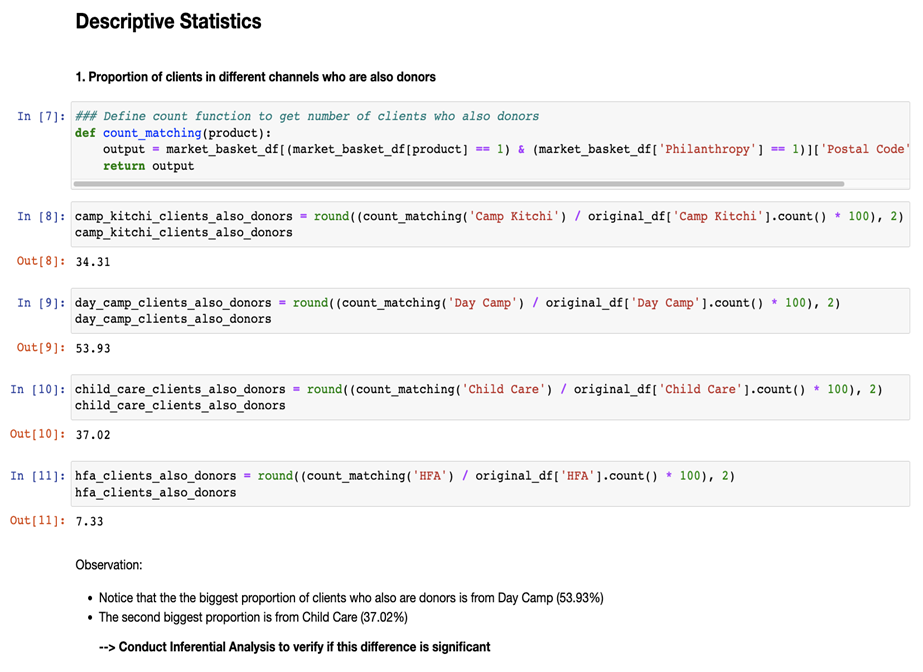 Descriptive Statistics
1. Proportion of clients in different channels who are also donors
In [7]: ### Define count function to get number of clients who also donors
def count_matching(product):
output = market_basket_df[(market_basket_df[product] == 1) & (market_basket_df['Philanthropy'] == 1)]['Postal Code'
return output
In [8]: camp_kitchi_clients_also_donors = round((count_matching('Camp Kitchi') / original_df['Camp Kitchi'].count() * 100), 2)
camp_kitchi_clients_also_donors
Out[8]: 34.31
In [9]: day_camp_clients_also_donors = round((count_matching('Day Camp') / original_df['Day Camp'].count() * 100), 2)
day_camp_clients_also_donors
Out[9]: 53.93
In [10]: child_care_clients_also_donors = round((count_matching('Child Care') / original_df['Child Care'].count() * 100), 2)
child_care_clients_also_donors
Out[10]: 37.02
In [11]: hfa_clients_also_donors = round((count_matching('HFA') / original_df['HFA'].count() * 100), 2)
hfa_clients_also_donors
Out[11]: 7.33
Observation:
• Notice that the the biggest proportion of clients who also are donors is from Day Camp (53.93%)
• The second biggest proportion is from Child Care (37.02%)
--> Conduct Inferential Analysis to verify if this difference is significant